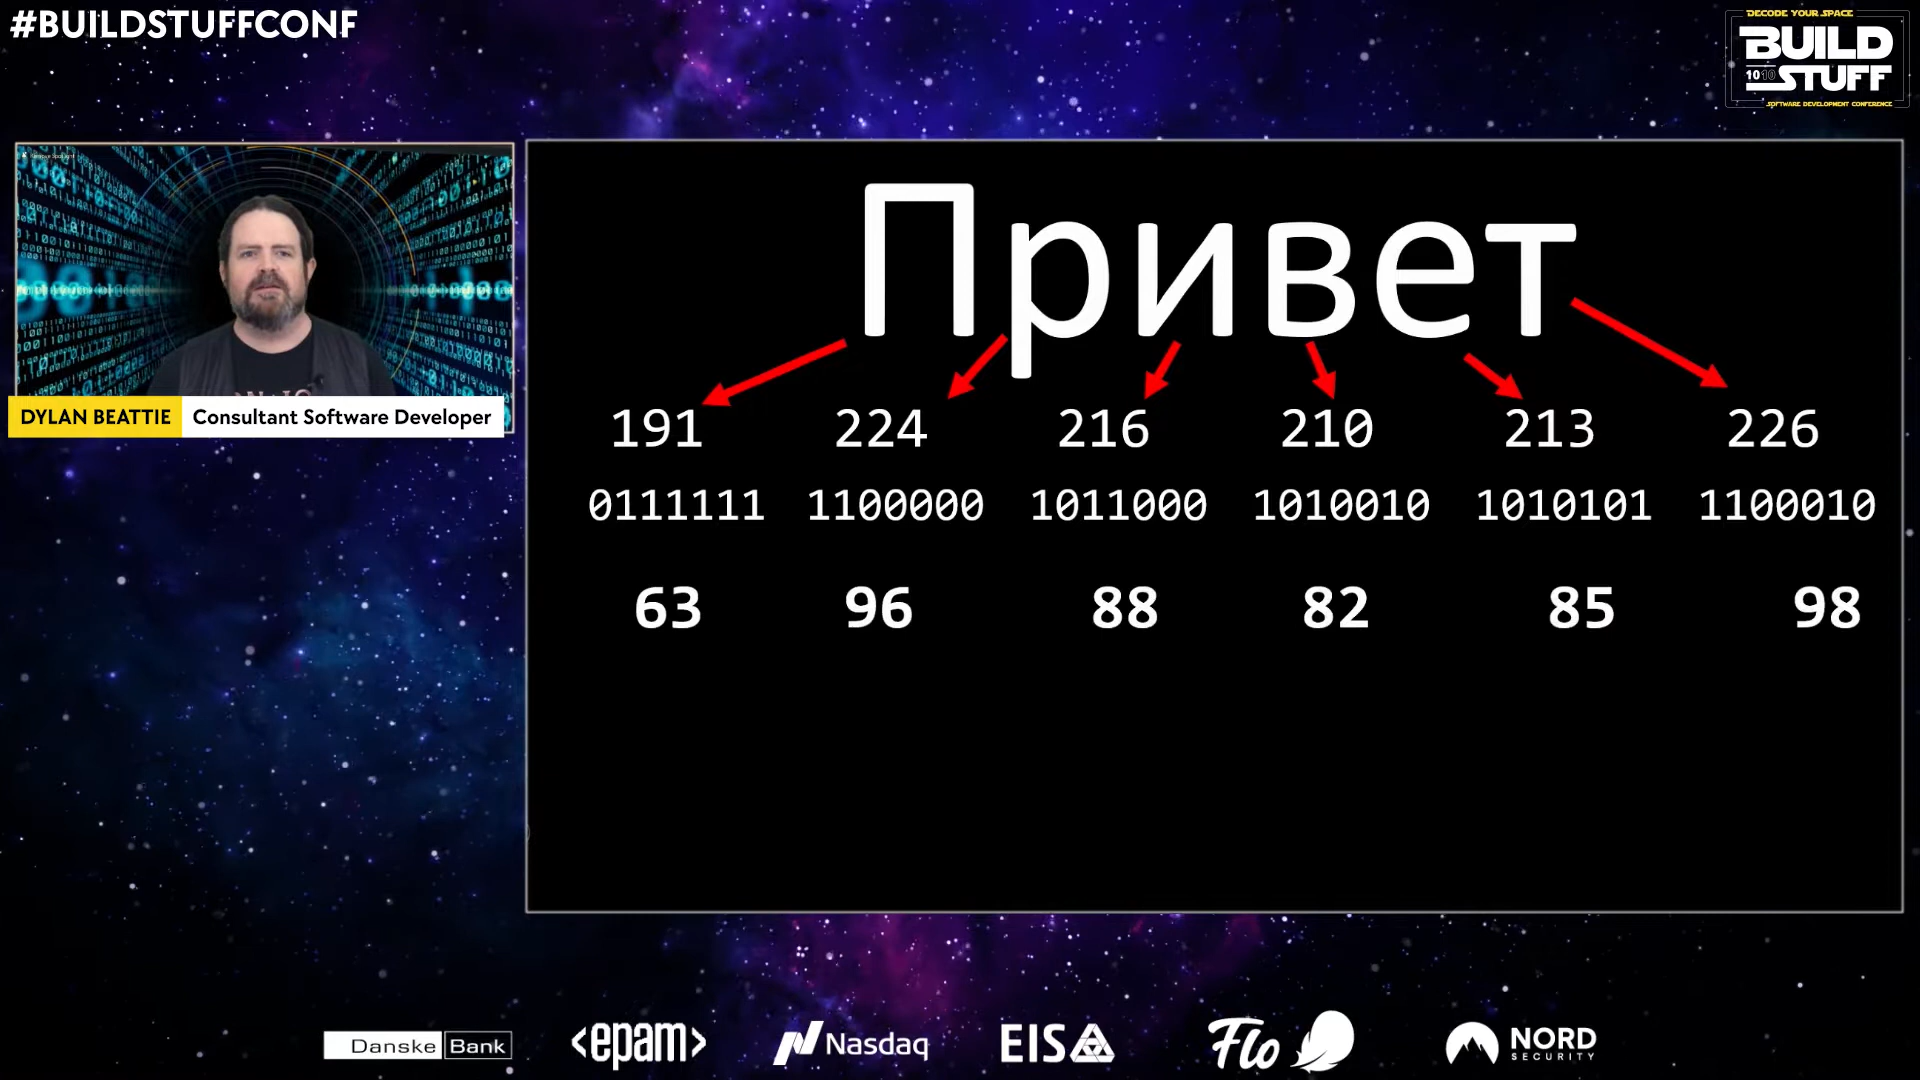 #BUILDSTUFFCONF
DECODE YOUR SPACE
BUILD
1010 STUFF
SOFTWARE DEVELOPMENT CONFERENCE
DYLAN BEATTIE Consultant Software Developer
Привет
191 224 216 210 213 226
0111111 1100000 1011000 1010010 1010101 1100010
63 96 88 82 85 98
Danske Bank <epam> Nasdaq EIS Flo NORD
SECURITY